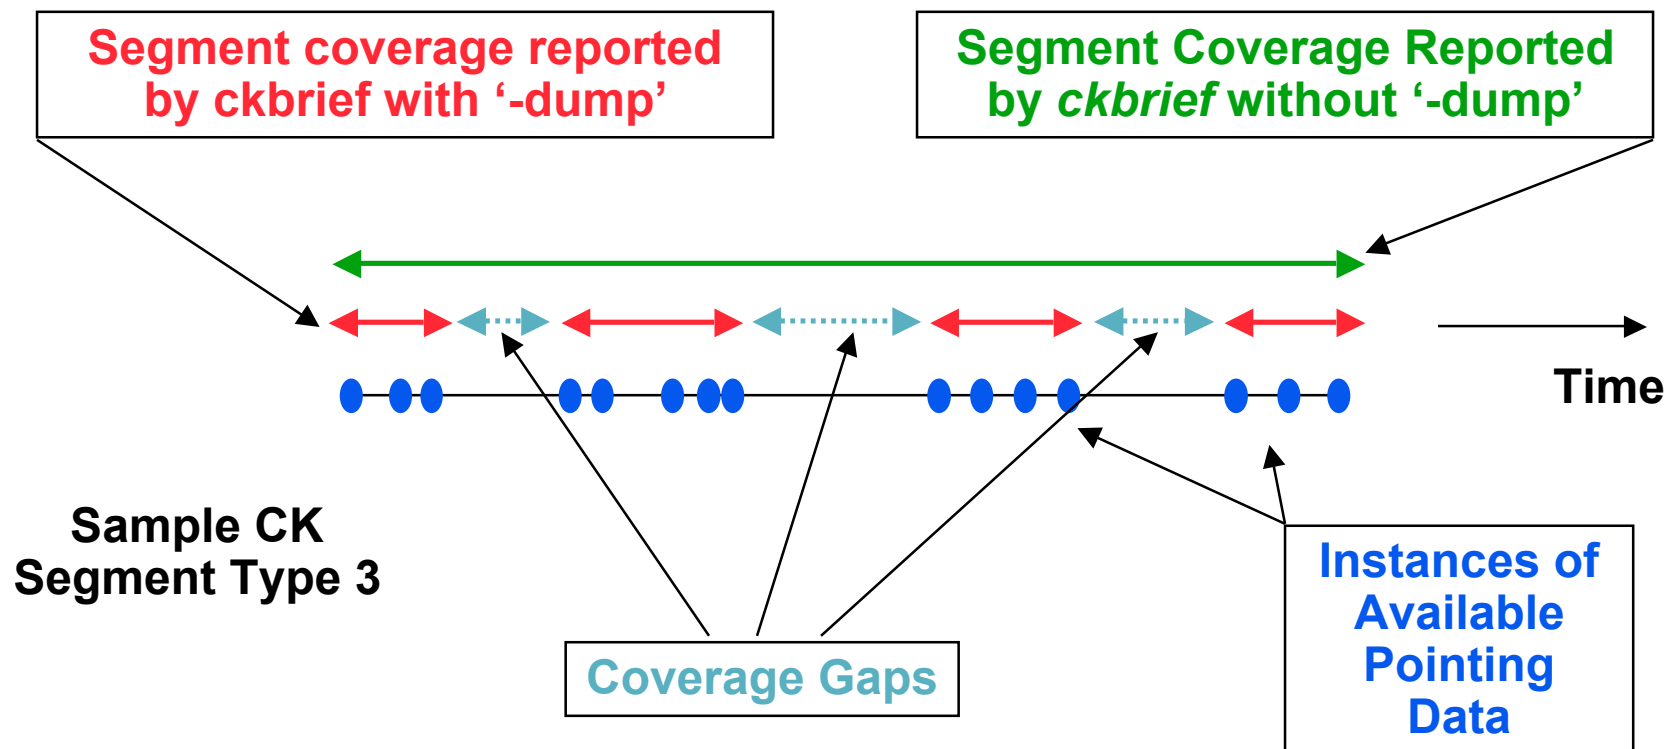 Segment coverage reported
by ckbrief with ‘-dump’
Segment Coverage Reported
by ckbrief without ‘-dump’
Time
Sample CK
Segment Type 3
Coverage Gaps
Instances of
Available
Pointing
Data